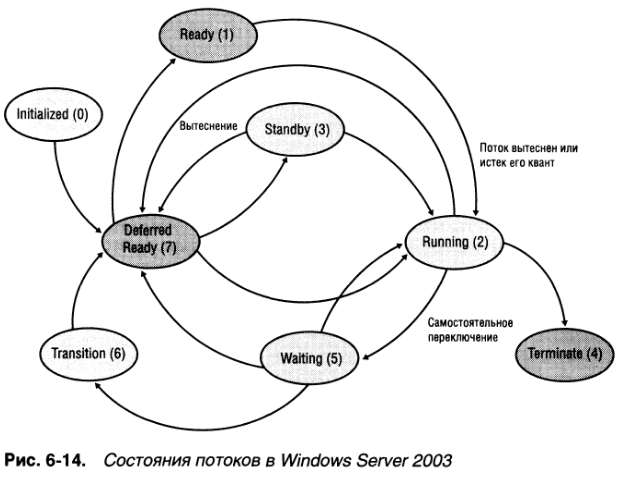 Ready (1)
Initialized (0)
Вытеснение
Standby (3)
Поток вытеснен или
истек его квант
Deferred
Ready (7)
Running (2)
Transition (6)
Waiting (5)
Самостоятельное
переключение
Terminate (4)
Рис. 6-14. Состояния потоков в Windows Server 2003